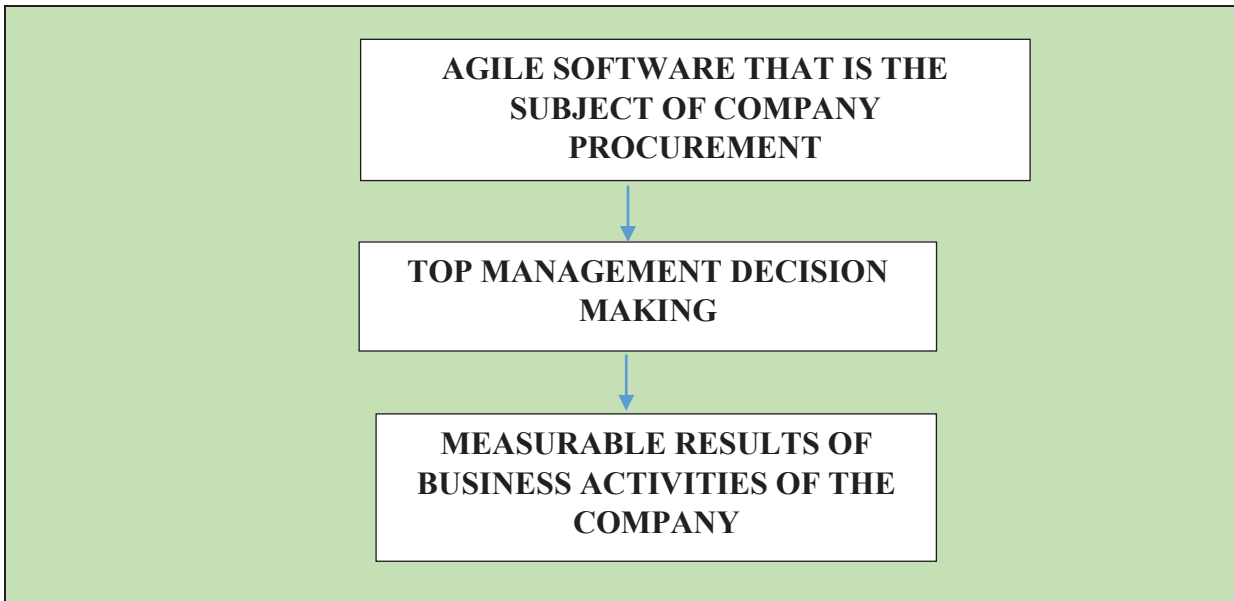 AGILE SOFTWARE THAT IS THE
SUBJECT OF COMPANY
PROCUREMENT
TOP MANAGEMENT DECISION
MAKING
MEASURABLE RESULTS OF
BUSINESS ACTIVITIES OF THE
COMPANY